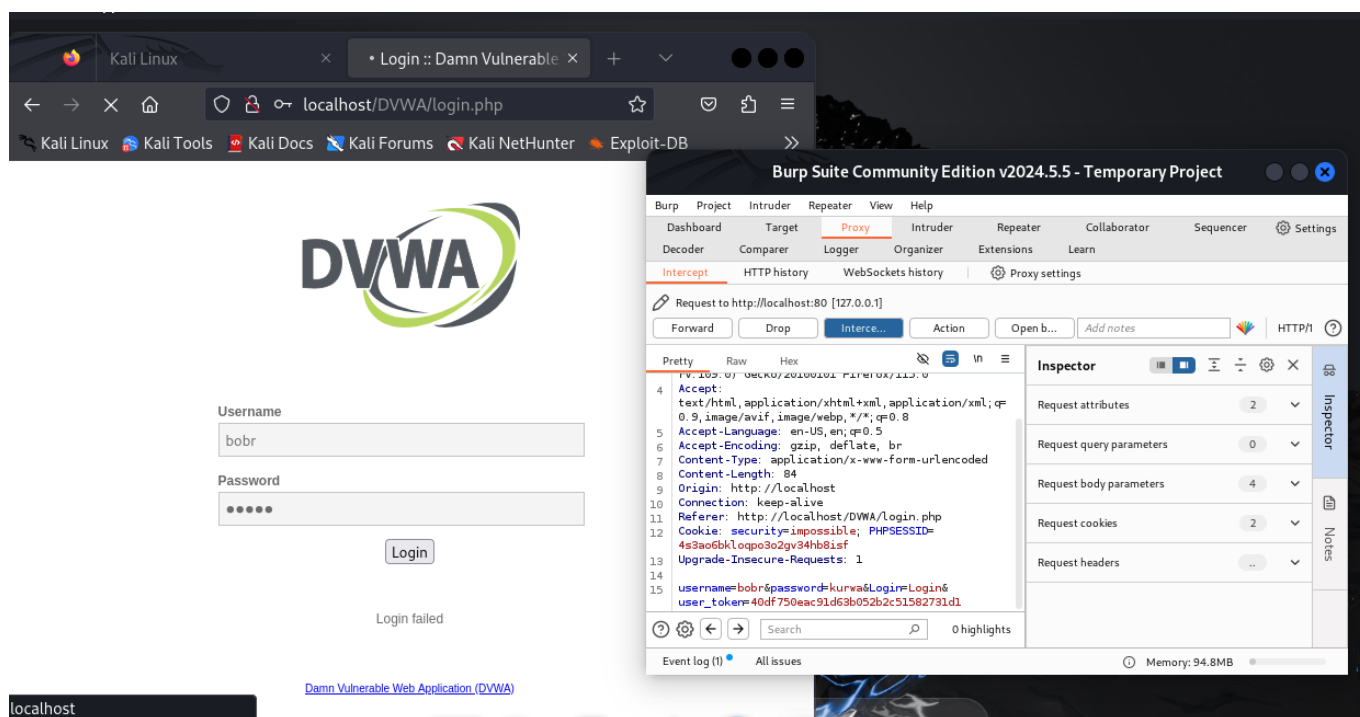 Kali Linux
• Login :: Damn Vulnerable
localhost/DVWA/login.php
Kali Linux Kali Tools Kali Docs Kali Forums Kali NetHunter Exploit-DB
DVWA
Username
bobr
Password
•••••
Login
Login failed
Damn Vulnerable Web Application (DVWA)
localhost
Burp Suite Community Edition v2024.5.5 - Temporary Project
Burp Project Intruder Repeater View Help
Dashboard Target Proxy Intruder Repeater Collaborator Sequencer Settings
Decoder Comparer Logger Organizer Extensions Learn
Intercept HTTP history WebSockets history Proxy settings
Request to http://localhost:80 [127.0.0.1]
Forward Drop Interce... Action Open b... Add notes HTTP/1
Pretty Raw Hex \n
rv:109.0) Gecko/20100101 Firefox/115.0
4 Accept:
text/html,application/xhtml+xml,application/xml;q=
0.9,image/avif,image/webp,*/*;q=0.8
5 Accept-Language: en-US,en;q=0.5
6 Accept-Encoding: gzip, deflate, br
7 Content-Type: application/x-www-form-urlencoded
8 Content-Length: 84
9 Origin: http://localhost
10 Connection: keep-alive
11 Referer: http://localhost/DVWA/login.php
12 Cookie: security=impossible; PHPSESSID=
4s3ao6bkloqpo3o2gv34hb8isf
13 Upgrade-Insecure-Requests: 1
14
15 username=bobr&password=kurwa&Login=Login&
user_token=40df750eac91d63b052b2c51582731d1
Search 0 highlights
Inspector
Request attributes 2
Request query parameters 0
Request body parameters 4
Request cookies 2
Request headers ..
Inspector
Notes
Event log (1) All issues Memory: 94.8MB